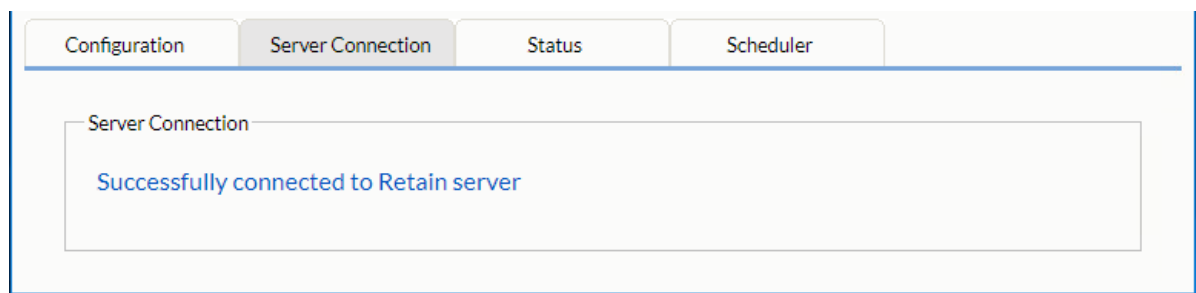 Configuration Server Connection Status Scheduler
Server Connection
Successfully connected to Retain server